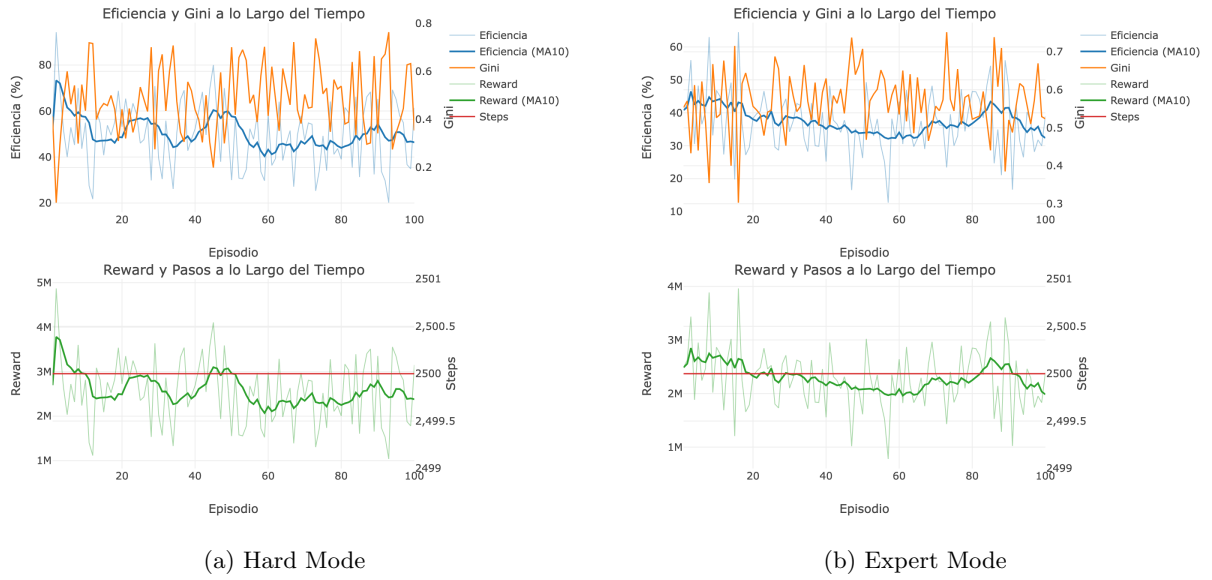 Eficiencia y Gini a lo Largo del Tiempo
0.8
80
60
40
20
0.6
0.4
0.2
Eficiencia (%)
Gini
20
40
60
80
100
Episodio
Eficiencia
Eficiencia (MA10)
Gini
Reward
Reward (MA10)
Steps
Reward y Pasos a lo Largo del Tiempo
5M
4M
3M
2M
1M
2501
2,500.5
2500
2,499.5
2499
Reward
Steps
20
40
60
80
100
Episodio
(a) Hard Mode
Eficiencia y Gini a lo Largo del Tiempo
60
50
40
30
20
10
0.7
0.6
0.5
0.4
0.3
Eficiencia (%)
Gini
20
40
60
80
100
Episodio
Eficiencia
Eficiencia (MA10)
Gini
Reward
Reward (MA10)
Steps
Reward y Pasos a lo Largo del Tiempo
4M
3M
2M
1M
2501
2,500.5
2500
2,499.5
2499
Reward
Steps
20
40
60
80
100
Episodio
(b) Expert Mode